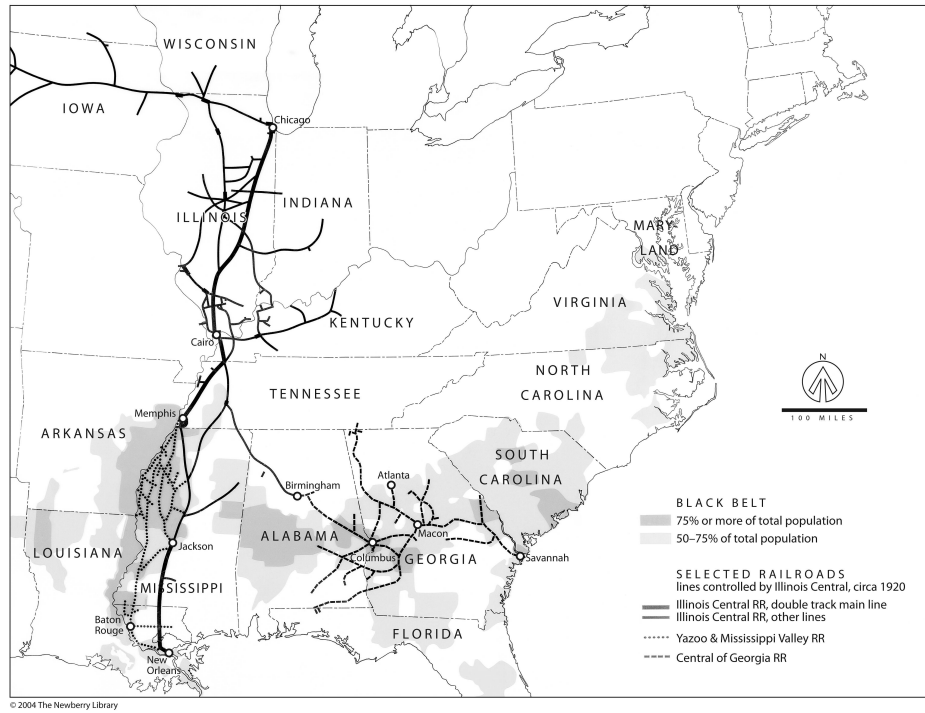 WISCONSIN
IOWA
Chicago
ILLINOIS
INDIANA
MARY-
LAND
VIRGINIA
KENTUCKY
Cairo
NORTH
CAROLINA
N
100 MILES
TENNESSEE
Memphis
ARKANSAS
SOUTH
CAROLINA
Atlanta
Birmingham
BLACK BELT
75% or more of total population
50–75% of total population
LOUISIANA
Jackson
ALABAMA
Columbus
Macon
GEORGIA
Savannah
MISSISSIPPI
SELECTED RAILROADS
lines controlled by Illinois Central, circa 1920
Illinois Central RR, double track main line
Illinois Central RR, other lines
Yazoo & Mississippi Valley RR
Central of Georgia RR
Baton
Rouge
FLORIDA
New
Orleans
© 2004 The Newberry Library